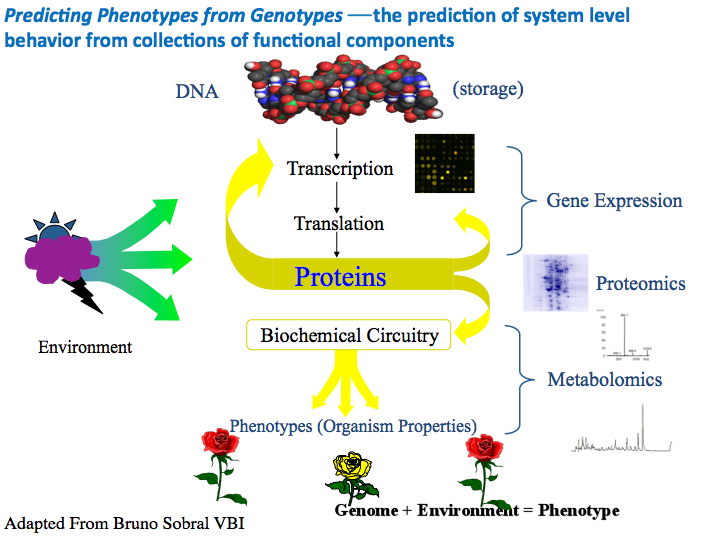 Predicting Phenotypes from Genotypes —the prediction of system level
behavior from collections of functional components
DNA
(storage)
Transcription
Gene Expression
Translation
Proteins
Proteomics
Biochemical Circuitry
Environment
Metabolomics
Phenotypes (Organism Properties)
Genome + Environment = Phenotype
Adapted From Bruno Sobral VBI